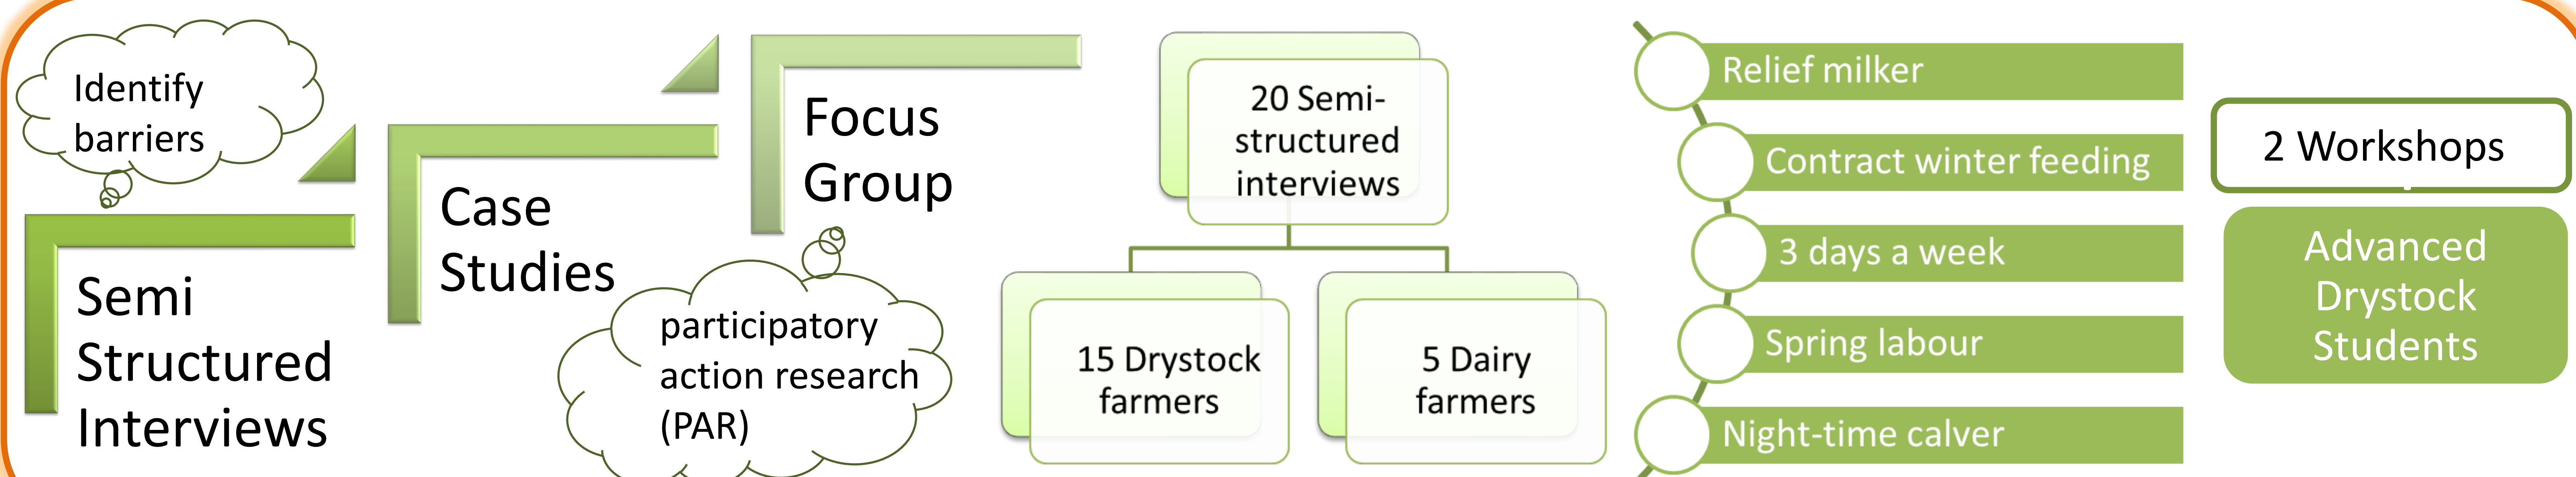 Identify
barriers
Semi
Structured
Interviews
Case
Studies
Focus
Group
participatory
action research
(PAR)
20 Semi-
structured
interviews
15 Drystock
farmers
5 Dairy
farmers
Relief milker
Contract winter feeding
3 days a week
Spring labour
Night-time calver
2 Workshops
Advanced
Drystock
Students